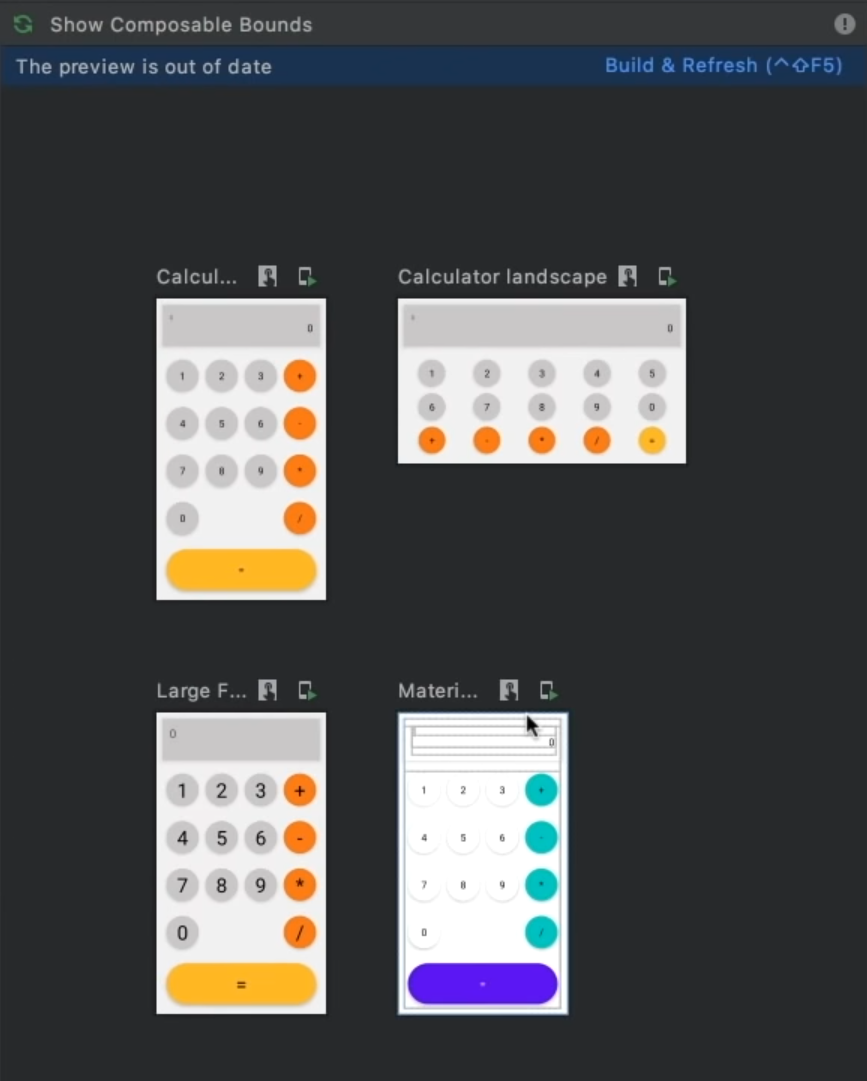 Show Composable Bounds
The preview is out of date Build & Refresh (^⇧F5)
Calcul... Calculator landscape
0 0
1 2 3 + 1 2 3 4 5
4 5 6 - 6 7 8 9 0
7 8 9 * + - * / =
0 /
=
Large F... Materi...
0 0
1 2 3 + 1 2 3 +
4 5 6 - 4 5 6 -
7 8 9 * 7 8 9 *
0 / 0 /
= =